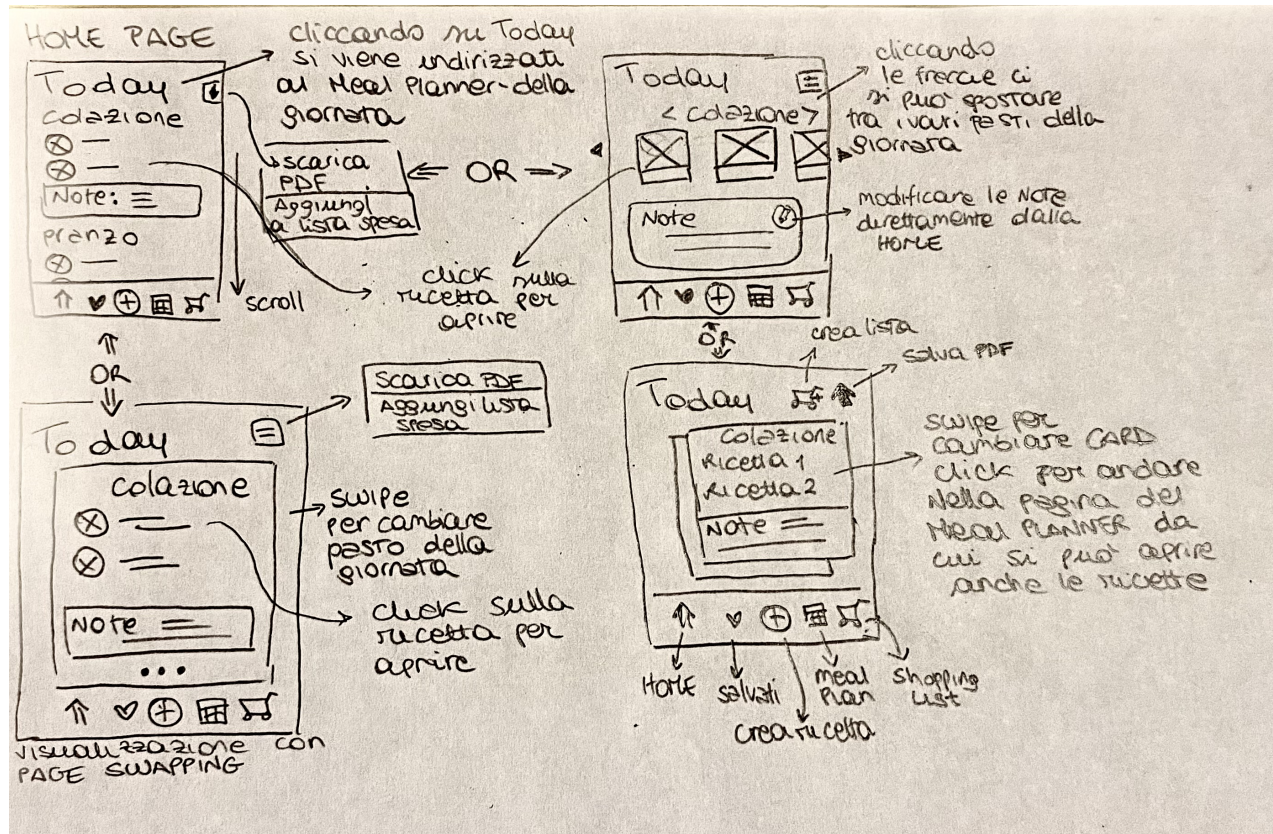 HOME PAGE
Today
colazione
Note:
pranzo
cliccando su Today
si viene indirizzati
al Meal Planner della
giornata
scarica
PDF
Aggiungi
a lista spesa
scroll
OR
click sulla
ricetta per
aprire
Today
< colazione >
Note
cliccando
le freccie ci
si può spostare
tra i vari pasti della
giornata
modificare le Note
direttamente dalla
HOME
OR
Today
colazione
Note
visualizzazione con
PAGE SWAPPING
Scarica PDF
Aggiungi lista
spesa
swipe
per cambiare
pasto della
giornata
click sulla
ricetta per
aprire
OR
crea lista
salva PDF
Today
colazione
Ricetta 1
Ricetta 2
Note
swipe per
cambiare CARD
click per andare
nella pagina del
Meal PLANNER da
cui si può aprire
anche le ricette
HOME
salvati
crea ricetta
meal
plan
shopping
list